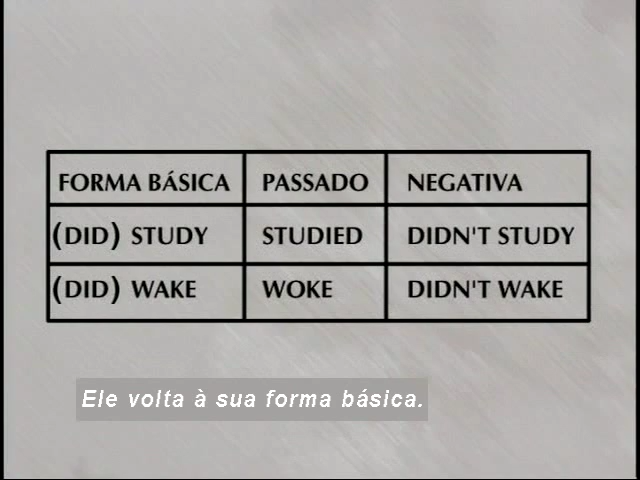 FORMA BÁSICA PASSADO NEGATIVA
(DID) STUDY STUDIED DIDN'T STUDY
(DID) WAKE WOKE DIDN'T WAKE
Ele volta à sua forma básica.